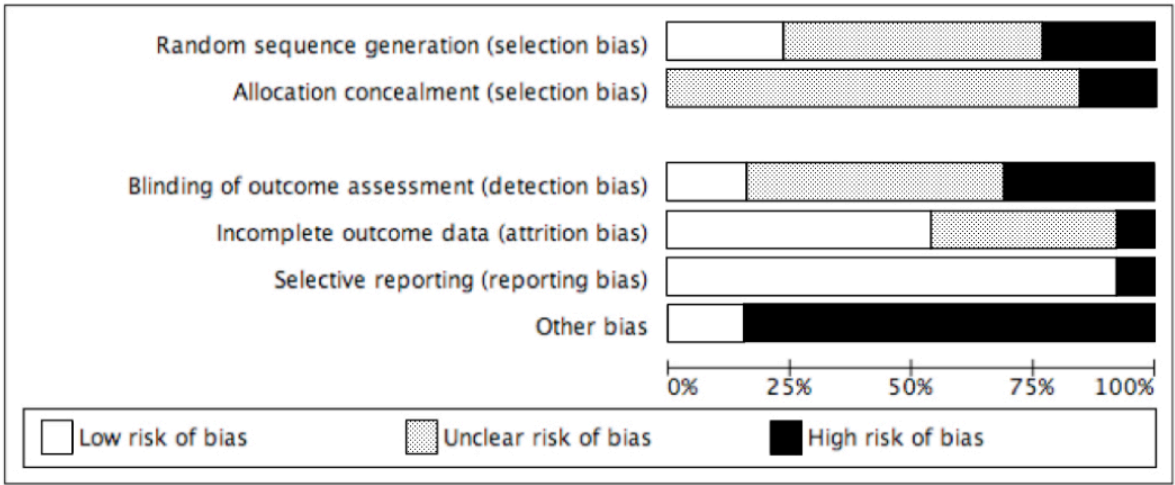 Random sequence generation (selection bias)
Allocation concealment (selection bias)
Blinding of outcome assessment (detection bias)
Incomplete outcome data (attrition bias)
Selective reporting (reporting bias)
Other bias
0% 25% 50% 75% 100%
Low risk of bias Unclear risk of bias High risk of bias